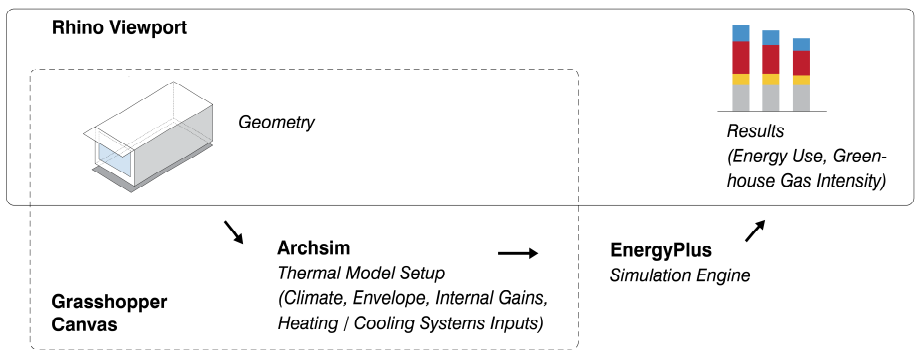 Rhino Viewport
Geometry
Results
(Energy Use, Green-
house Gas Intensity)
Archsim
Thermal Model Setup
(Climate, Envelope, Internal Gains,
Heating / Cooling Systems Inputs)
EnergyPlus
Simulation Engine
Grasshopper
Canvas